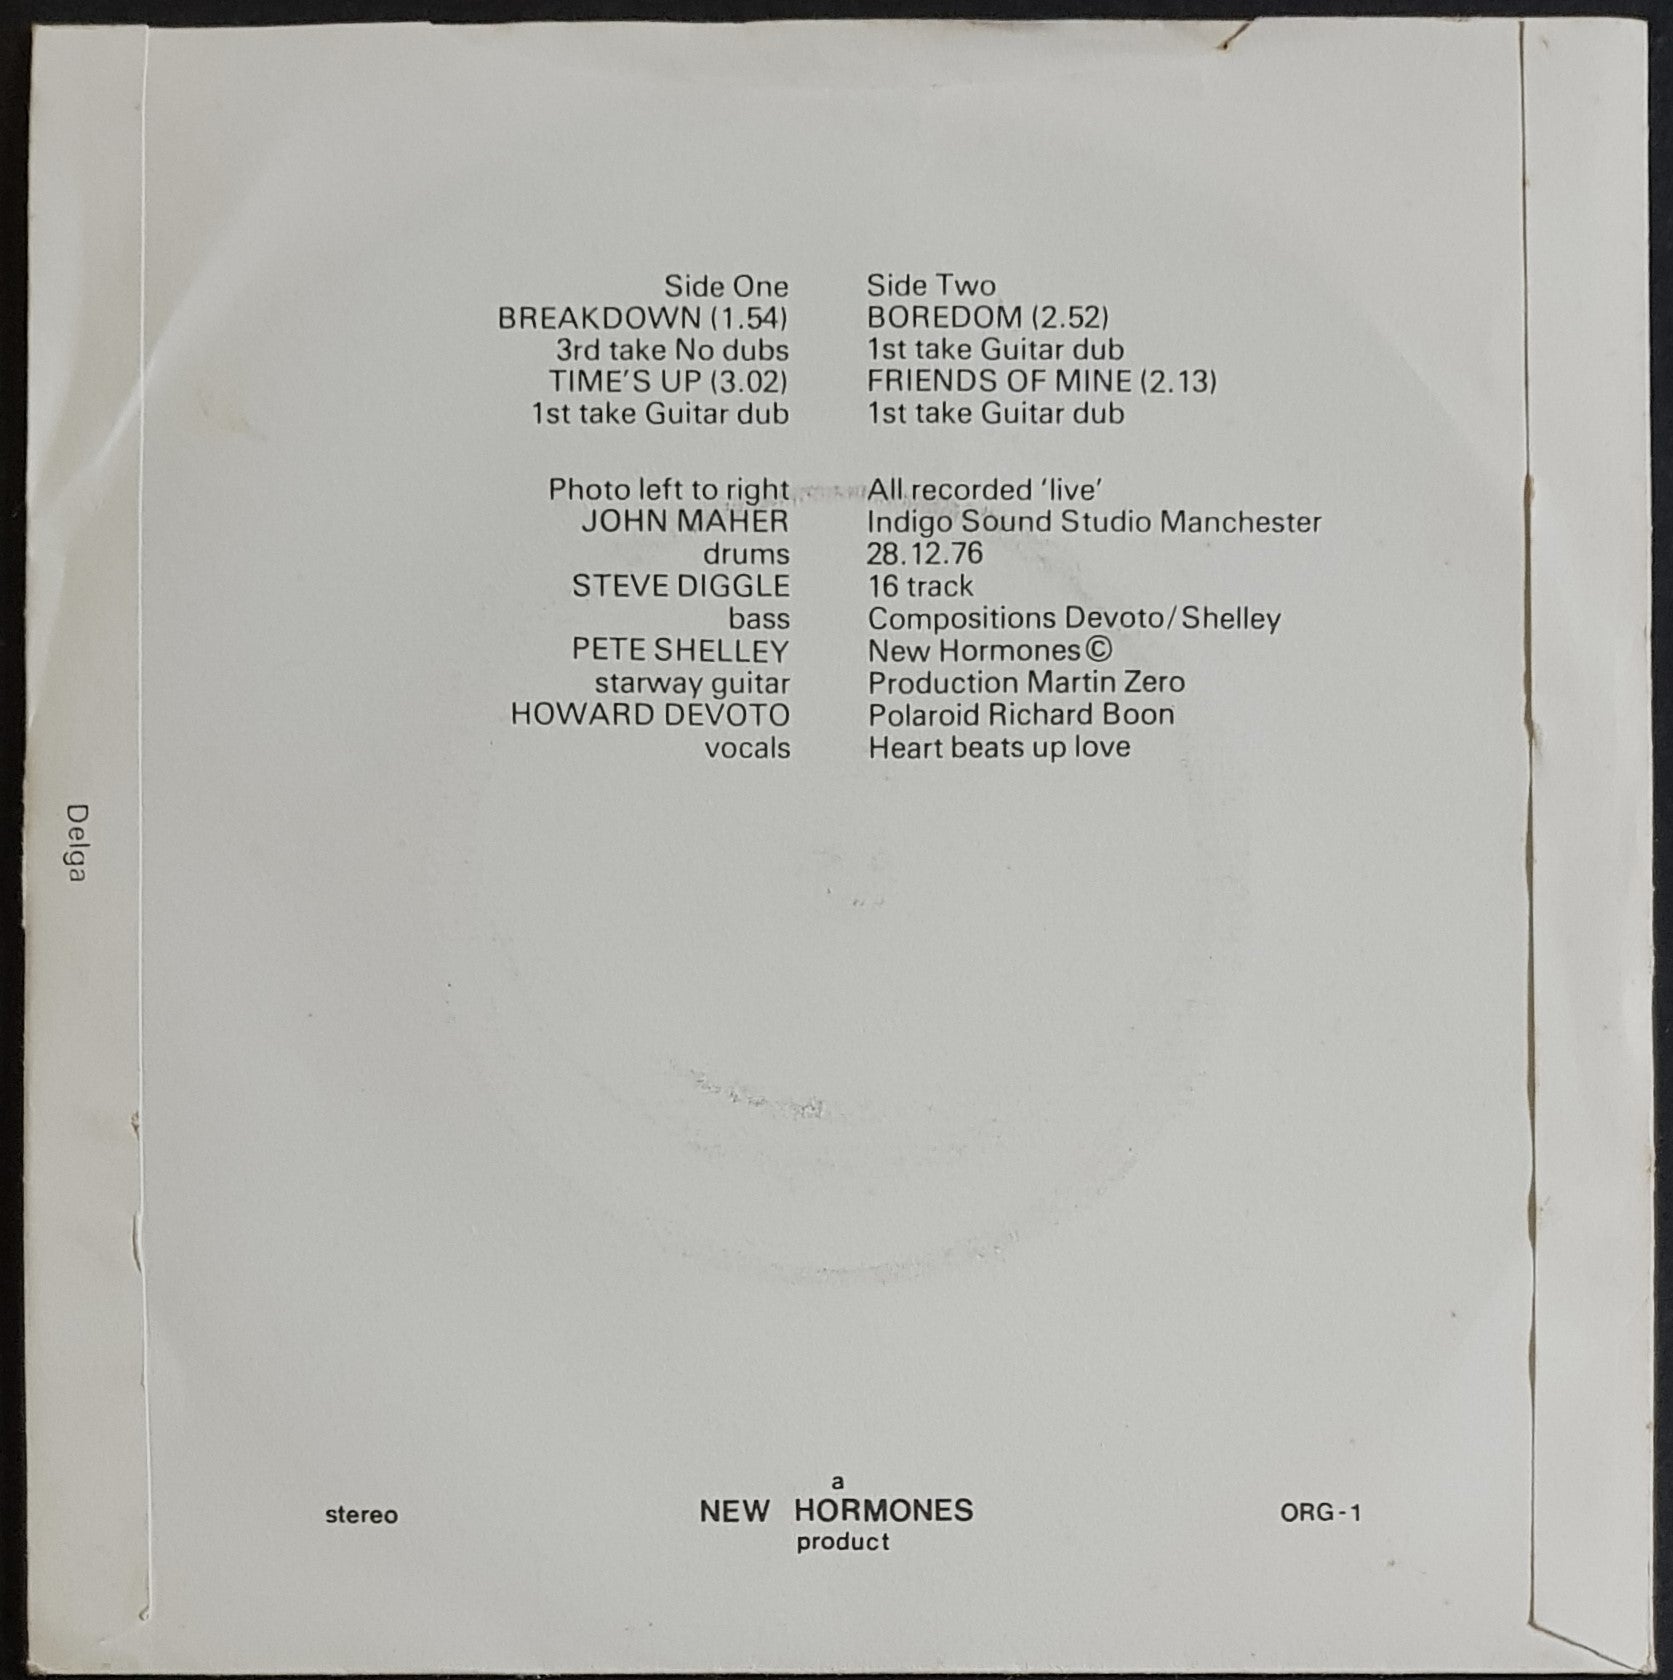 Side One
BREAKDOWN (1.54)
3rd take No dubs
TIME'S UP (3.02)
1st take Guitar dub
Side Two
BOREDOM (2.52)
1st take Guitar dub
FRIENDS OF MINE (2.13)
1st take Guitar dub
Photo left to right
JOHN MAHER
drums
STEVE DIGGLE
bass
PETE SHELLEY
starway guitar
HOWARD DEVOTO
vocals
All recorded ‘live’
Indigo Sound Studio Manchester
28.12.76
16 track
Compositions Devoto/Shelley
New Hormones©
Production Martin Zero
Polaroid Richard Boon
Heart beats up love
Delga
stereo
a
NEW HORMONES
product
ORG-1